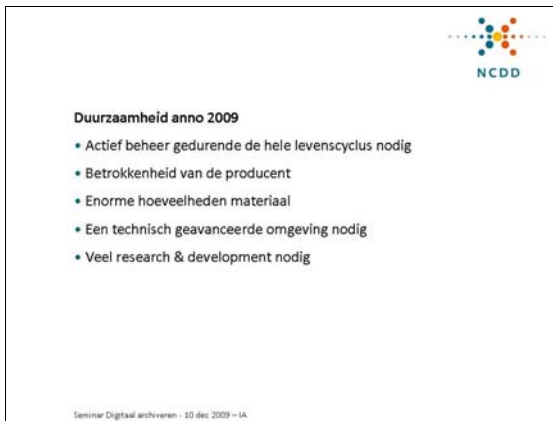 NCDD
Duurzaamheid anno 2009
• Actief beheer gedurende de hele levenscyclus nodig
• Betrokkenheid van de producent
• Enorme hoeveelheden materiaal
• Een technisch geavanceerde omgeving nodig
• Veel research & development nodig
Seminar Digitaal archiveren - 10 dec 2009 – IA